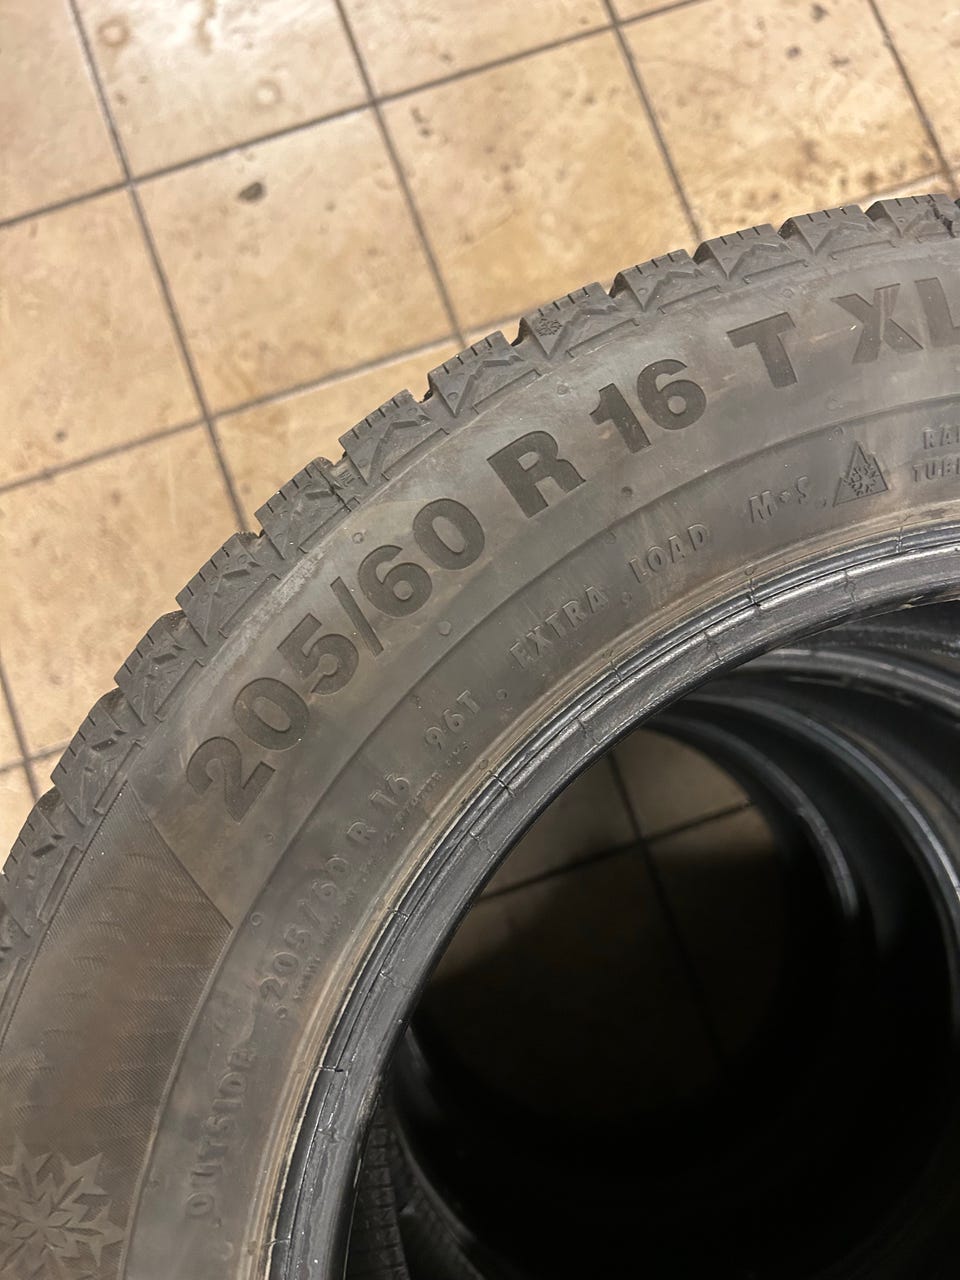 205/60 R 16 T XL
205/60 R 16 96T EXTRA LOAD M+S
OUTSIDE